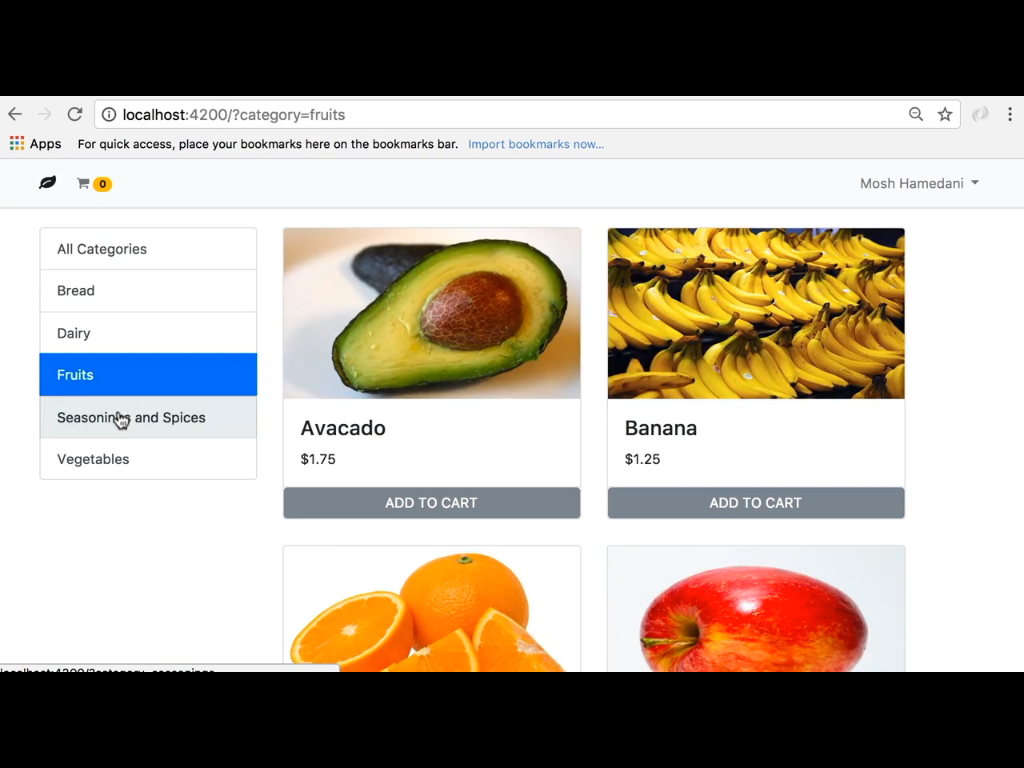 localhost:4200/?category=fruits
Apps For quick access, place your bookmarks here on the bookmarks bar. Import bookmarks now...
0 Mosh Hamedani
All Categories
Bread
Dairy
Fruits
Seasonings and Spices
Vegetables
Avacado
$1.75
ADD TO CART
Banana
$1.25
ADD TO CART
localhost:4200/?category=seasonings